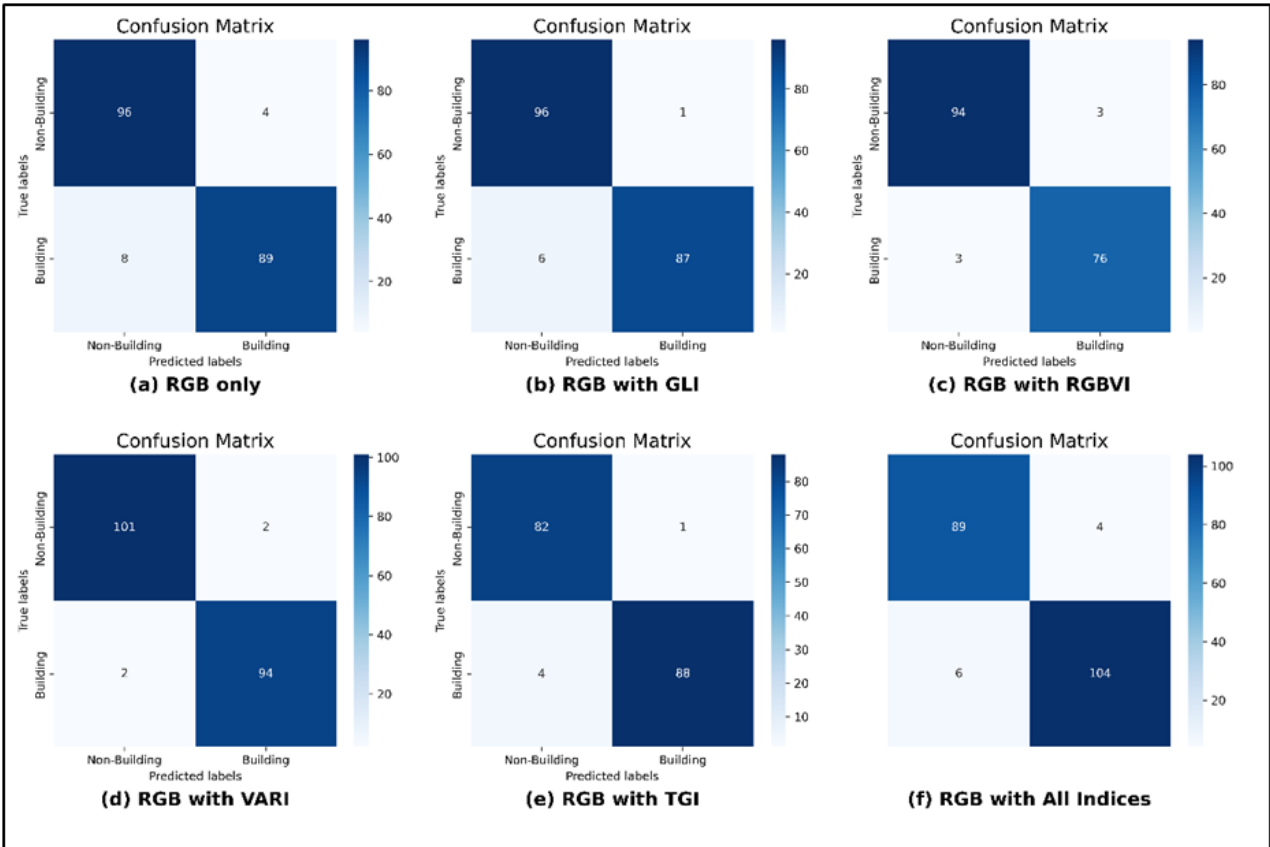 Confusion Matrix
Non-Building
Building
True labels
96 4
8 89
80
60
40
20
Non-Building Building
Predicted labels
(a) RGB only
Confusion Matrix
Non-Building
Building
True labels
96 1
6 87
80
60
40
20
Non-Building Building
Predicted labels
(b) RGB with GLI
Confusion Matrix
Non-Building
Building
True labels
94 3
3 76
80
60
40
20
Non-Building Building
Predicted labels
(c) RGB with RGBVI
Confusion Matrix
Non-Building
Building
True labels
101 2
2 94
100
80
60
40
20
Non-Building Building
Predicted labels
(d) RGB with VARI
Confusion Matrix
Non-Building
Building
True labels
82 1
4 88
80
70
60
50
40
30
20
10
Non-Building Building
Predicted labels
(e) RGB with TGI
Confusion Matrix
89 4
6 104
100
80
60
40
20
(f) RGB with All Indices